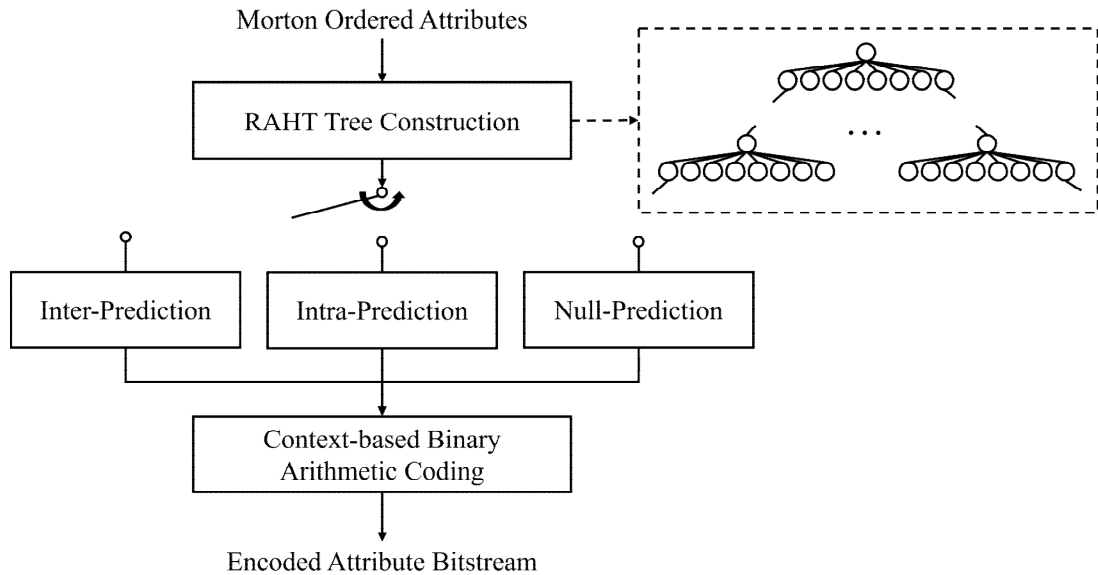 Morton Ordered Attributes
RAHT Tree Construction
. . .
Inter-Prediction
Intra-Prediction
Null-Prediction
Context-based Binary
Arithmetic Coding
Encoded Attribute Bitstream